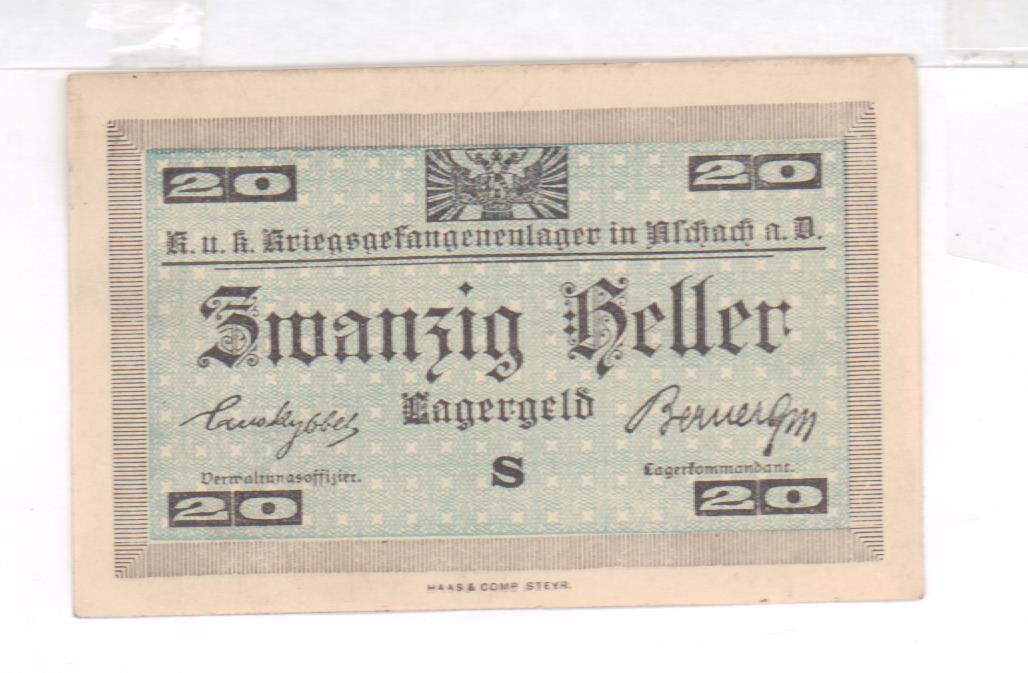 20 20
K. u. k. Kriegsgefangenenlager in Aschach a. D.
Zwanzig Heller
Lagergeld
Verwaltungsoffizier.
S
Lagerkommandant.
20 20
HAAS & COMP. STEYR.